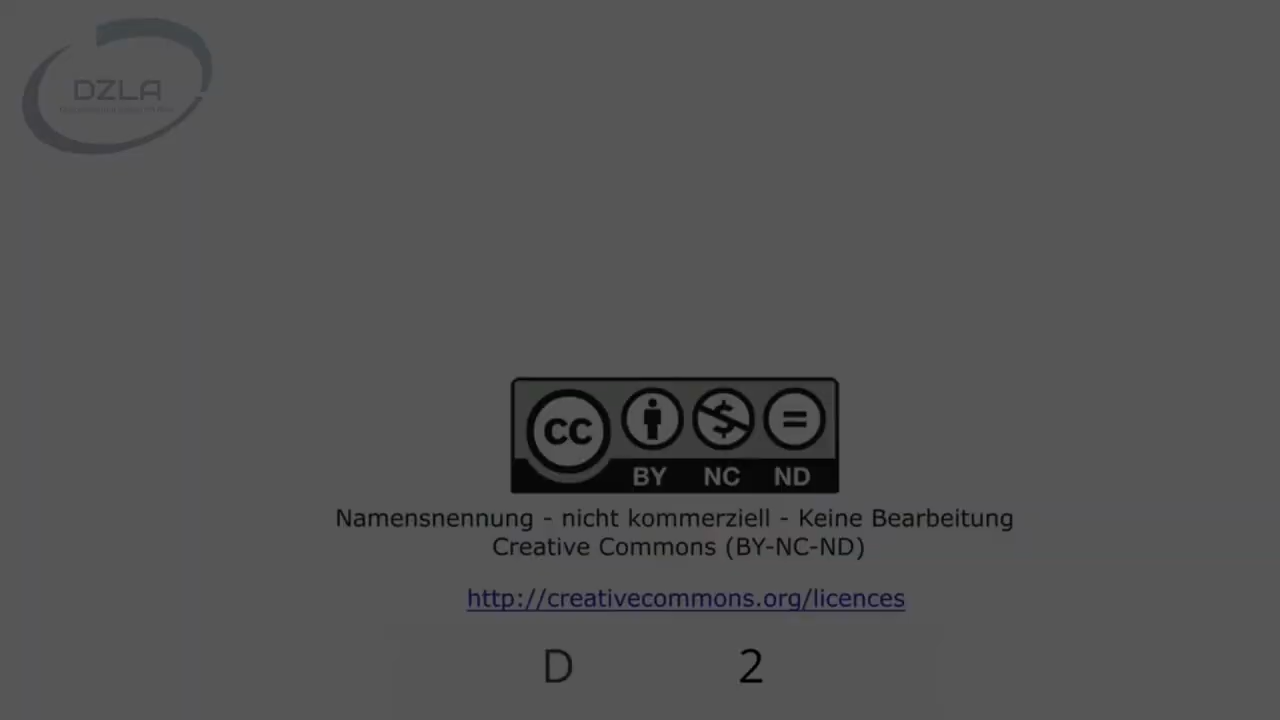 DZLA
CC
BY NC ND
Namensnennung - nicht kommerziell - Keine Bearbeitung
Creative Commons (BY-NC-ND)
http://creativecommons.org/licences
D 2